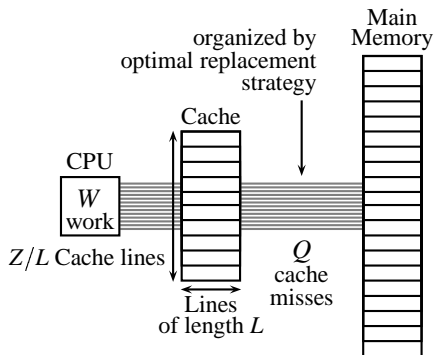 organized by
optimal replacement
strategy
Main
Memory
Cache
CPU
W
work
Z/L Cache lines
Q
cache
misses
Lines
of length L